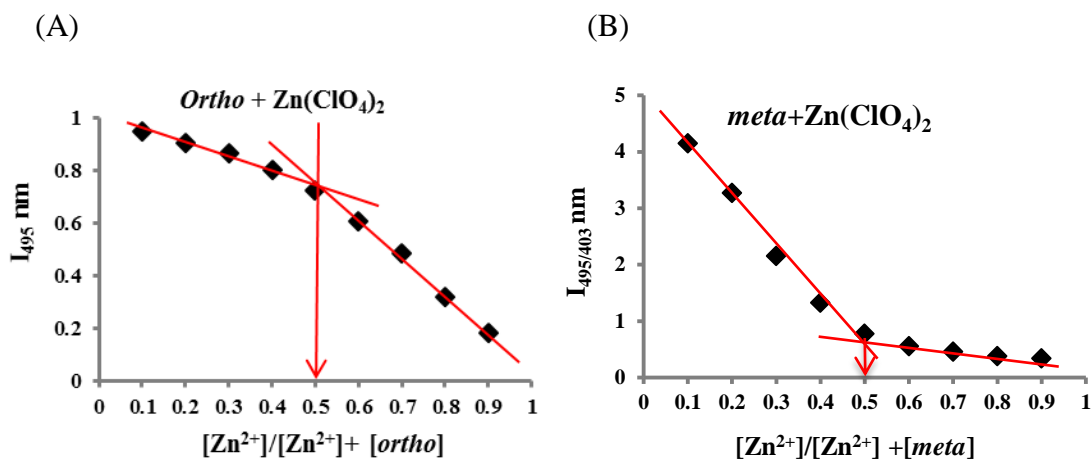 (A)
(B)
Ortho + Zn(ClO₄)₂
1
0.8
0.6
0.4
0.2
0
I₄₉₅ nm
0 0.1 0.2 0.3 0.4 0.5 0.6 0.7 0.8 0.9 1
[Zn²⁺]/[Zn²⁺]+ [ortho]
meta+Zn(ClO₄)₂
5
4
3
2
1
0
I₄₉₅/₄₀₃ nm
0 0.1 0.2 0.3 0.4 0.5 0.6 0.7 0.8 0.9 1
[Zn²⁺]/[Zn²⁺] +[meta]